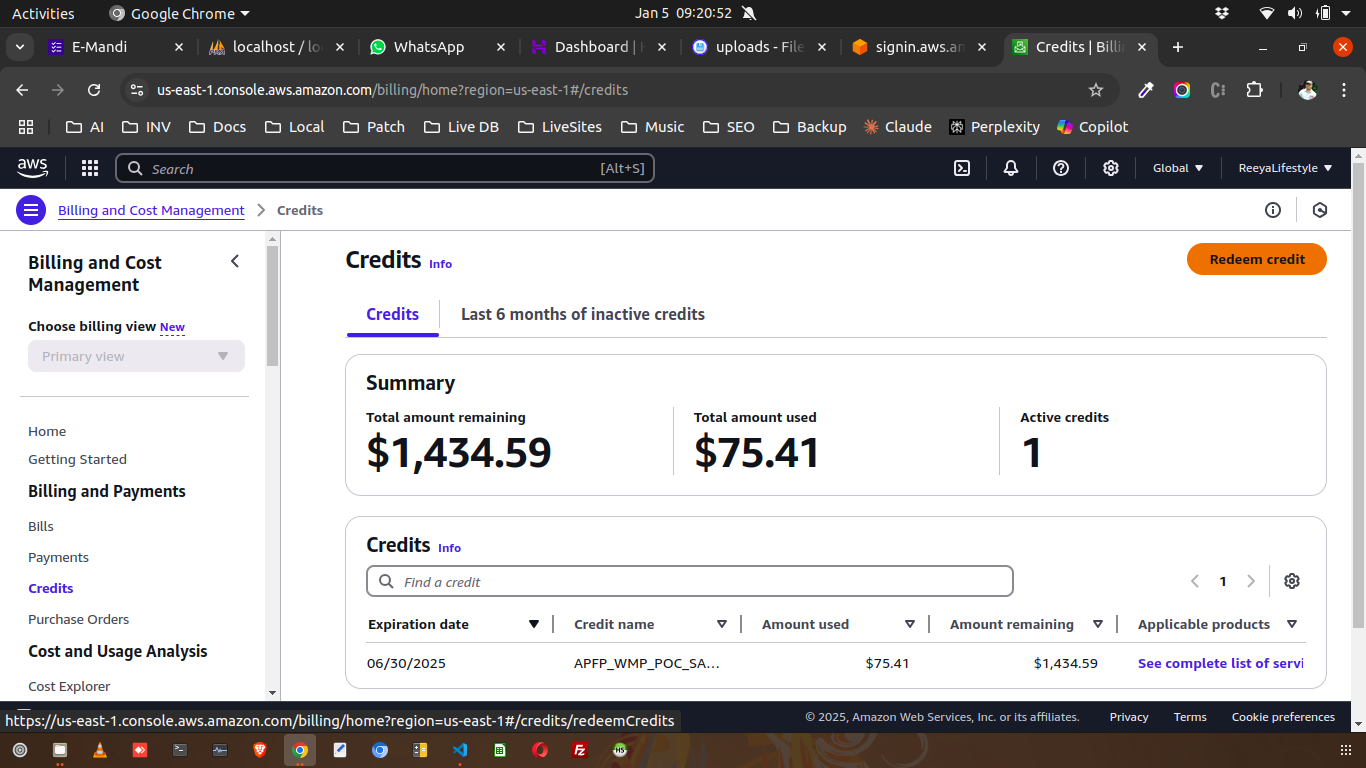 Activities Google Chrome Jan 5 09:20:52
E-Mandi localhost / lo WhatsApp Dashboard | uploads - File signin.aws.am Credits | Billi
us-east-1.console.aws.amazon.com/billing/home?region=us-east-1#/credits
AI INV Docs Local Patch Live DB LiveSites Music SEO Backup Claude Perplexity Copilot
aws Search [Alt+S] Global ReeyaLifestyle
Billing and Cost Management Credits
Billing and Cost
Management
Choose billing view New
Primary view
Home
Getting Started
Billing and Payments
Bills
Payments
Credits
Purchase Orders
Cost and Usage Analysis
Cost Explorer
Credits Info Redeem credit
Credits Last 6 months of inactive credits
Summary
Total amount remaining Total amount used Active credits
$1,434.59 $75.41 1
Credits Info
Find a credit 1
Expiration date Credit name Amount used Amount remaining Applicable products
06/30/2025 APFP_WMP_POC_SA… $75.41 $1,434.59 See complete list of servi
https://us-east-1.console.aws.amazon.com/billing/home?region=us-east-1#/credits/redeemCredits
© 2025, Amazon Web Services, Inc. or its affiliates. Privacy Terms Cookie preferences